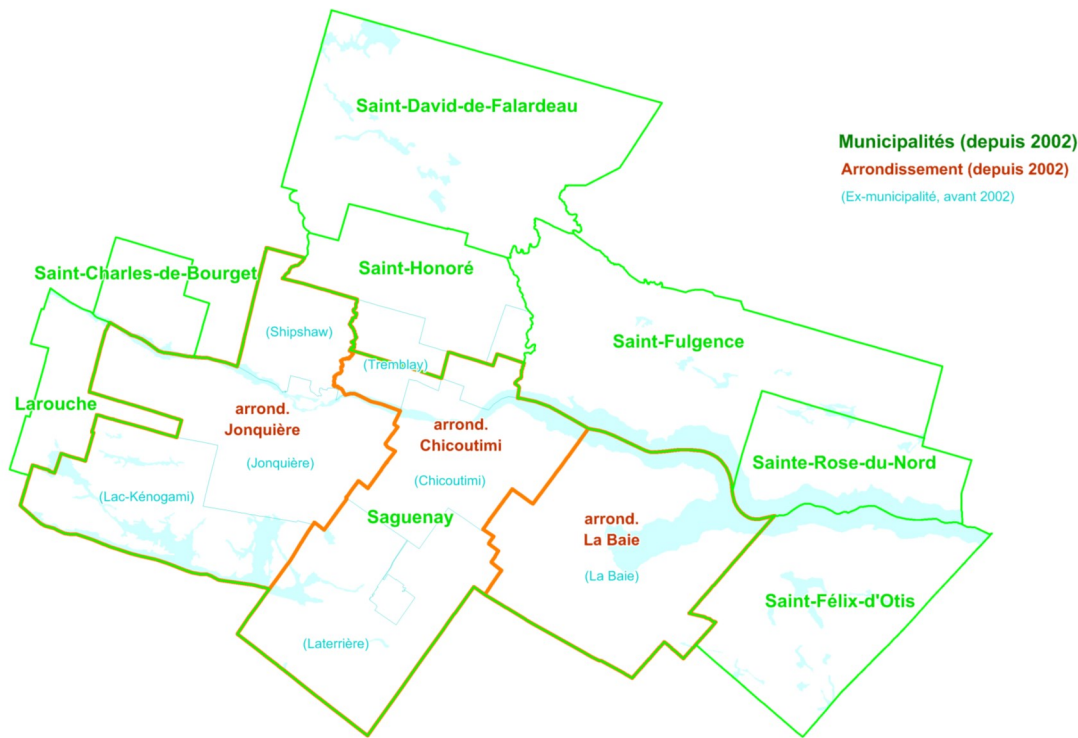 Saint-David-de-Falardeau
Municipalités (depuis 2002)
Arrondissement (depuis 2002)
(Ex-municipalité, avant 2002)
Saint-Charles-de-Bourget
Saint-Honoré
(Shipshaw)
Saint-Fulgence
(Tremblay)
Larouche
arrond.
Jonquière
arrond.
Chicoutimi
(Jonquière)
Sainte-Rose-du-Nord
(Chicoutimi)
(Lac-Kénogami)
Saguenay
arrond.
La Baie
(La Baie)
Saint-Félix-d'Otis
(Laterrière)